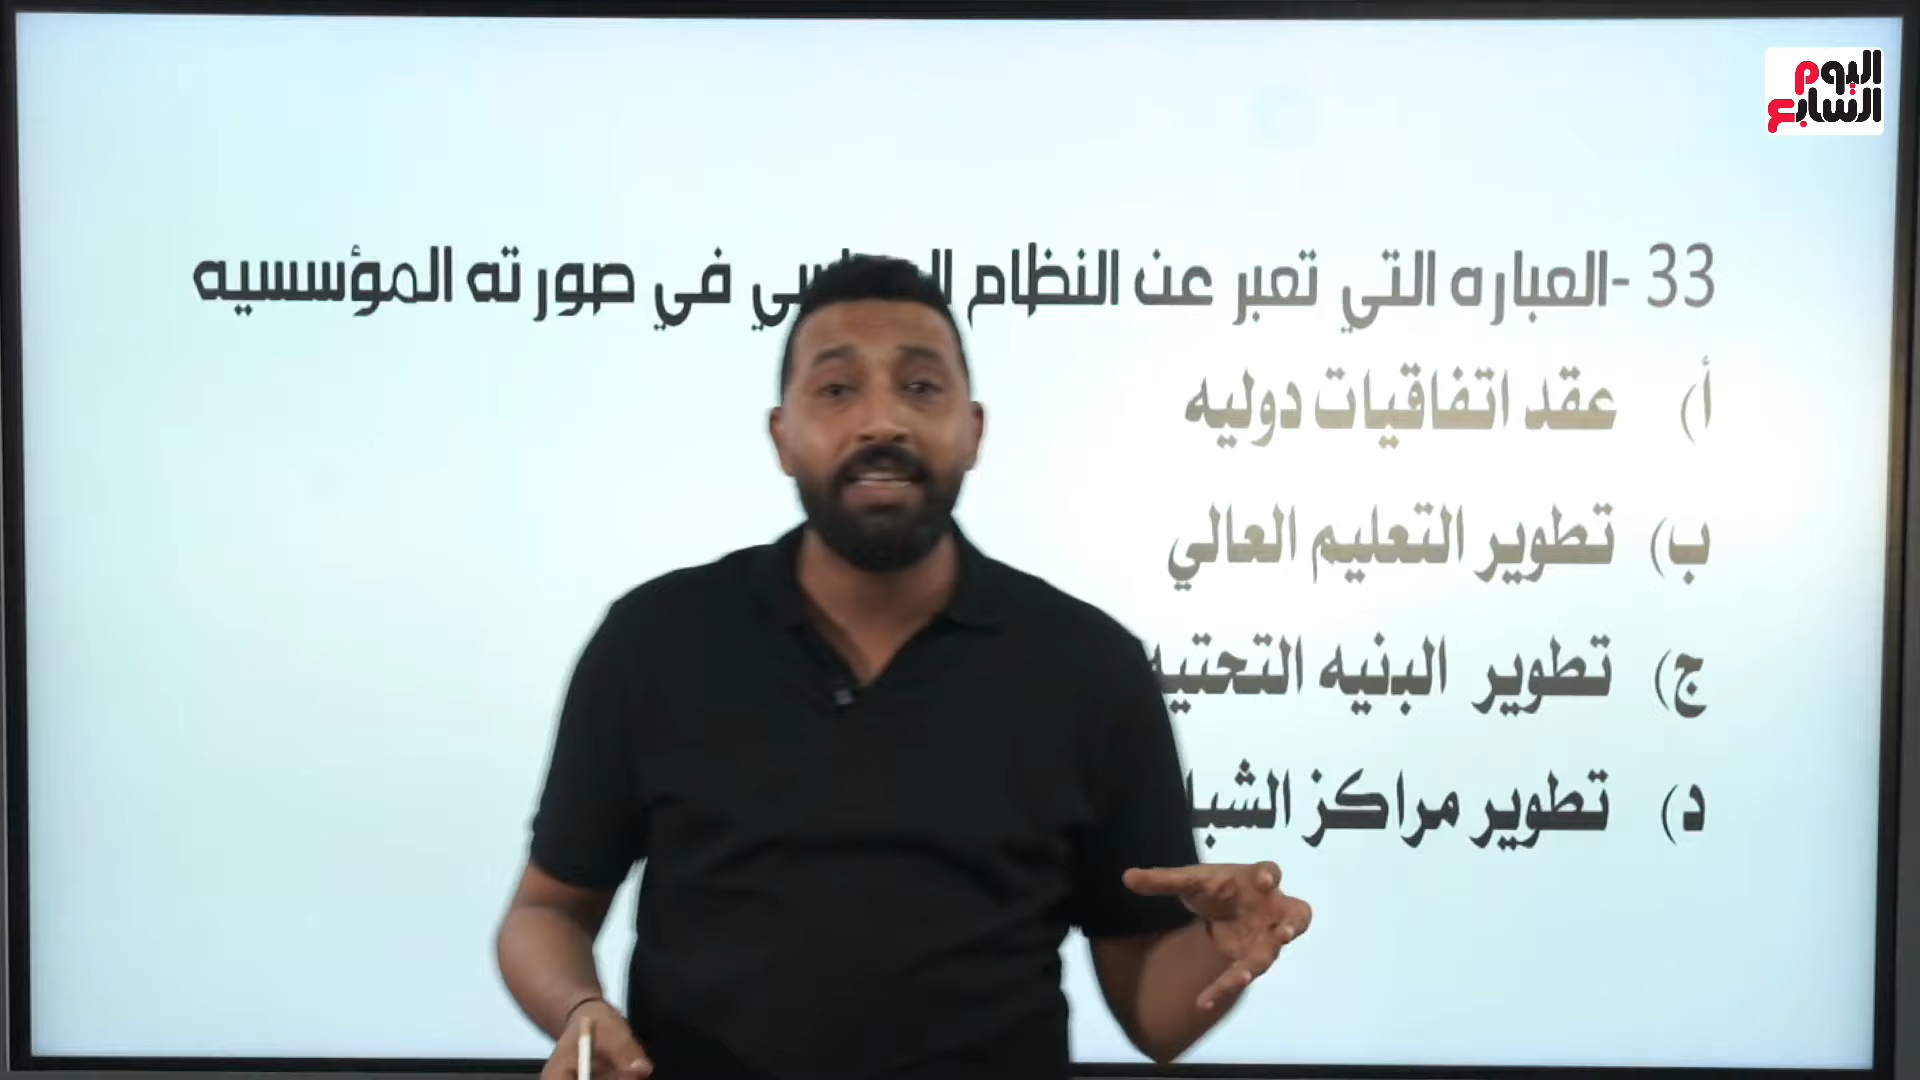 اليوم
السابع
33 -العباره التي تعبر عن النظام في صورته المؤسسيه
أ) عقد اتفاقيات دوليه
ب) تطوير التعليم العالي
ج) تطوير البنيه التحتيه
د) تطوير مراكز